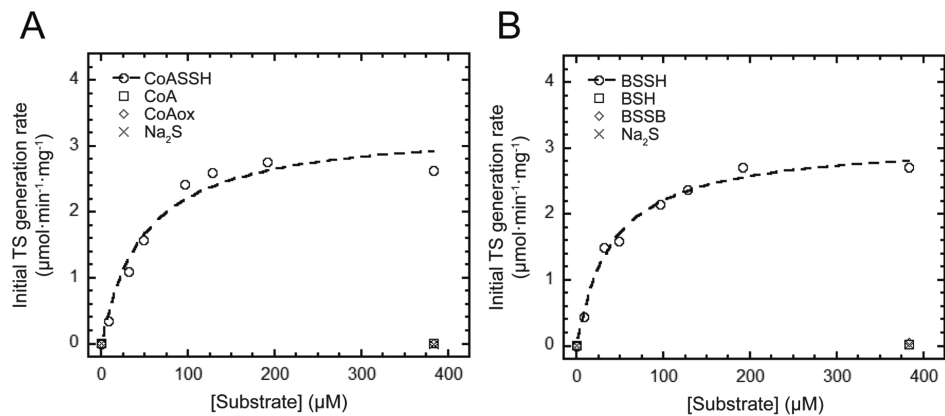 A
Initial TS generation rate
(μmol·min⁻¹·mg⁻¹)
4
3
2
1
0
CoASSH
CoA
CoAox
Na₂S
0
100
200
300
400
[Substrate] (μM)
B
Initial TS generation rate
(μmol·min⁻¹·mg⁻¹)
4
3
2
1
0
BSSH
BSH
BSSB
Na₂S
0
100
200
300
400
[Substrate] (μM)